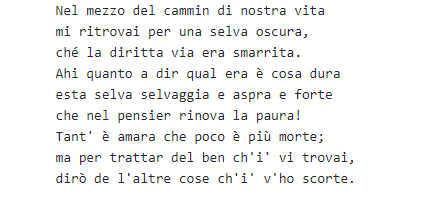 Nel mezzo del cammin di nostra vita
mi ritrovai per una selva oscura,
ché la diritta via era smarrita.
Ahi quanto a dir qual era è cosa dura
esta selva selvaggia e aspra e forte
che nel pensier rinova la paura!
Tant' è amara che poco è più morte;
ma per trattar del ben ch'i' vi trovai,
dirò de l'altre cose ch'i' v'ho scorte.